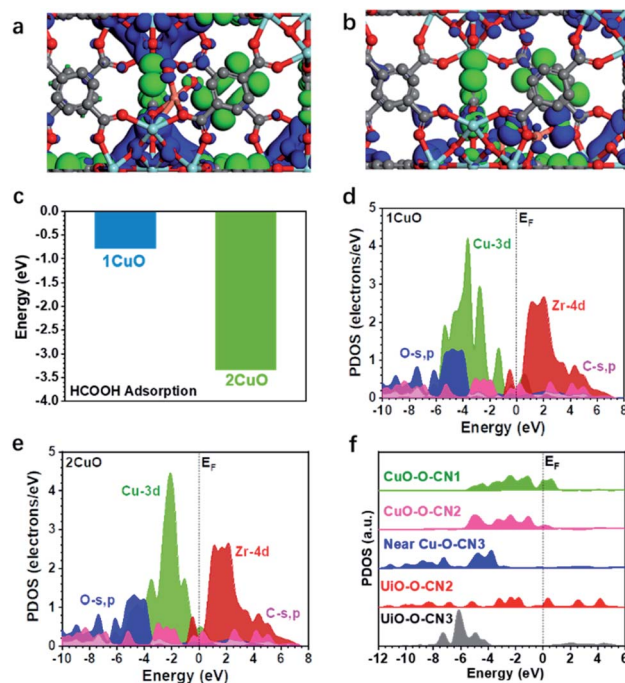 a
b
c
0.0
-0.5
-1.0
-1.5
-2.0
-2.5
-3.0
-3.5
-4.0
Energy (eV)
1CuO
2CuO
HCOOH Adsorption
d
1CuO
E_F
Cu-3d
Zr-4d
O-s,p
C-s,p
5
4
3
2
1
0
PDOS (electrons/eV)
-10 -8 -6 -4 -2 0 2 4 6 8
Energy (eV)
e
2CuO
E_F
Cu-3d
Zr-4d
O-s,p
C-s,p
5
4
3
2
1
0
PDOS (electrons/eV)
-10 -8 -6 -4 -2 0 2 4 6 8
Energy (eV)
f
E_F
CuO-O-CN1
CuO-O-CN2
Near Cu-O-CN3
UiO-O-CN2
UiO-O-CN3
PDOS (a.u.)
-12 -10 -8 -6 -4 -2 0 2 4 6
Energy (eV)